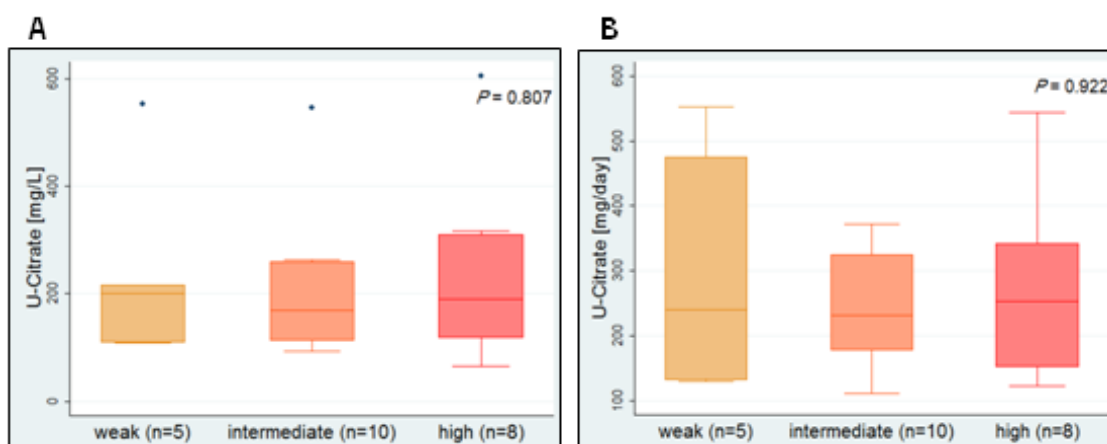 A
U-Citrate [mg/L]
600
400
200
0
P = 0.807
weak (n=5) intermediate (n=10) high (n=8)
B
U-Citrate [mg/day]
600
500
400
300
200
100
P = 0.922
weak (n=5) intermediate (n=10) high (n=8)